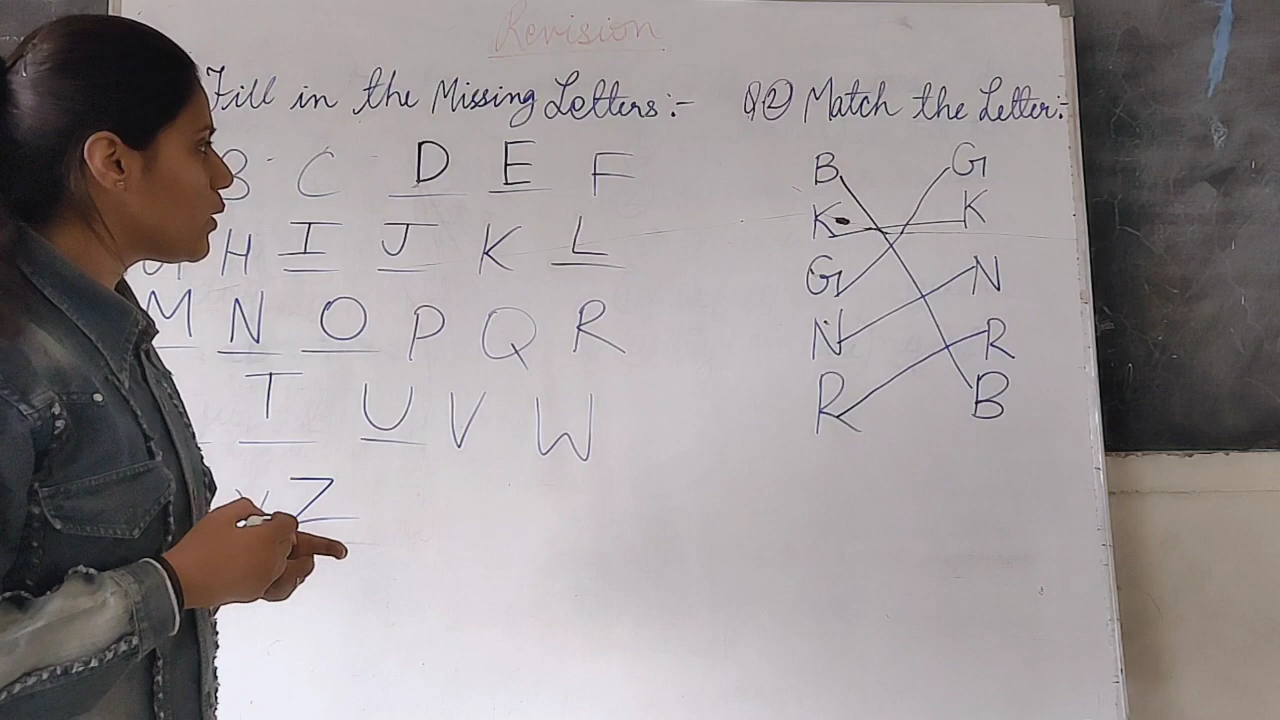 Revision
Fill in the Missing Letters:-
B C D E F
H I J K L
M N O P Q R
T U V W
Z
Q② Match the Letter:-
B G
K K
G N
N R
R B